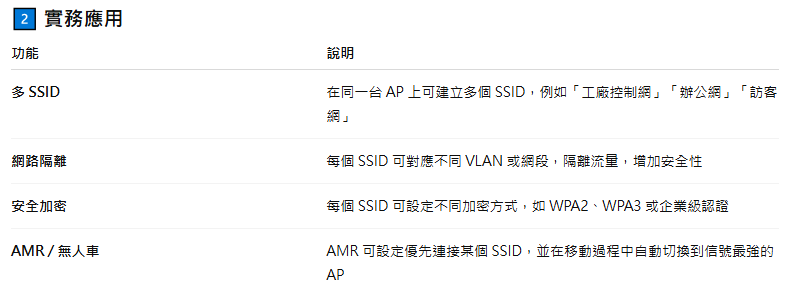 2 實務應用
功能 說明
多 SSID 在同一台 AP 上可建立多個 SSID，例如「工廠控制網」「辦公網」「訪客
網」
網路隔離 每個 SSID 可對應不同 VLAN 或網段，隔離流量，增加安全性
安全加密 每個 SSID 可設定不同加密方式，如 WPA2、WPA3 或企業級認證
AMR / 無人車 AMR 可設定優先連接某個 SSID，並在移動過程中自動切換到信號最強的
AP